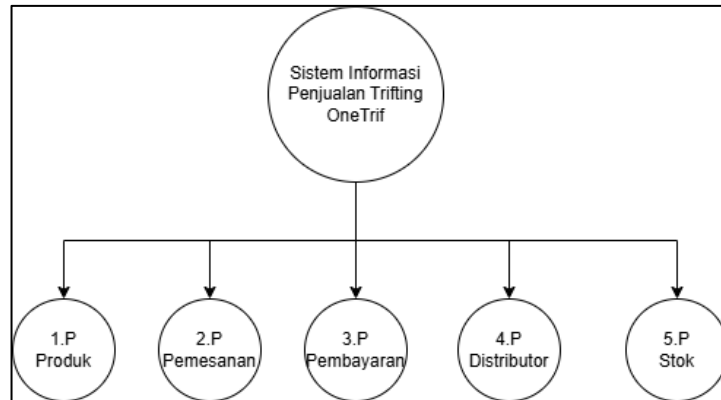 Sistem Informasi
Penjualan Trifting
OneTrif
1.P
Produk
2.P
Pemesanan
3.P
Pembayaran
4.P
Distributor
5.P
Stok